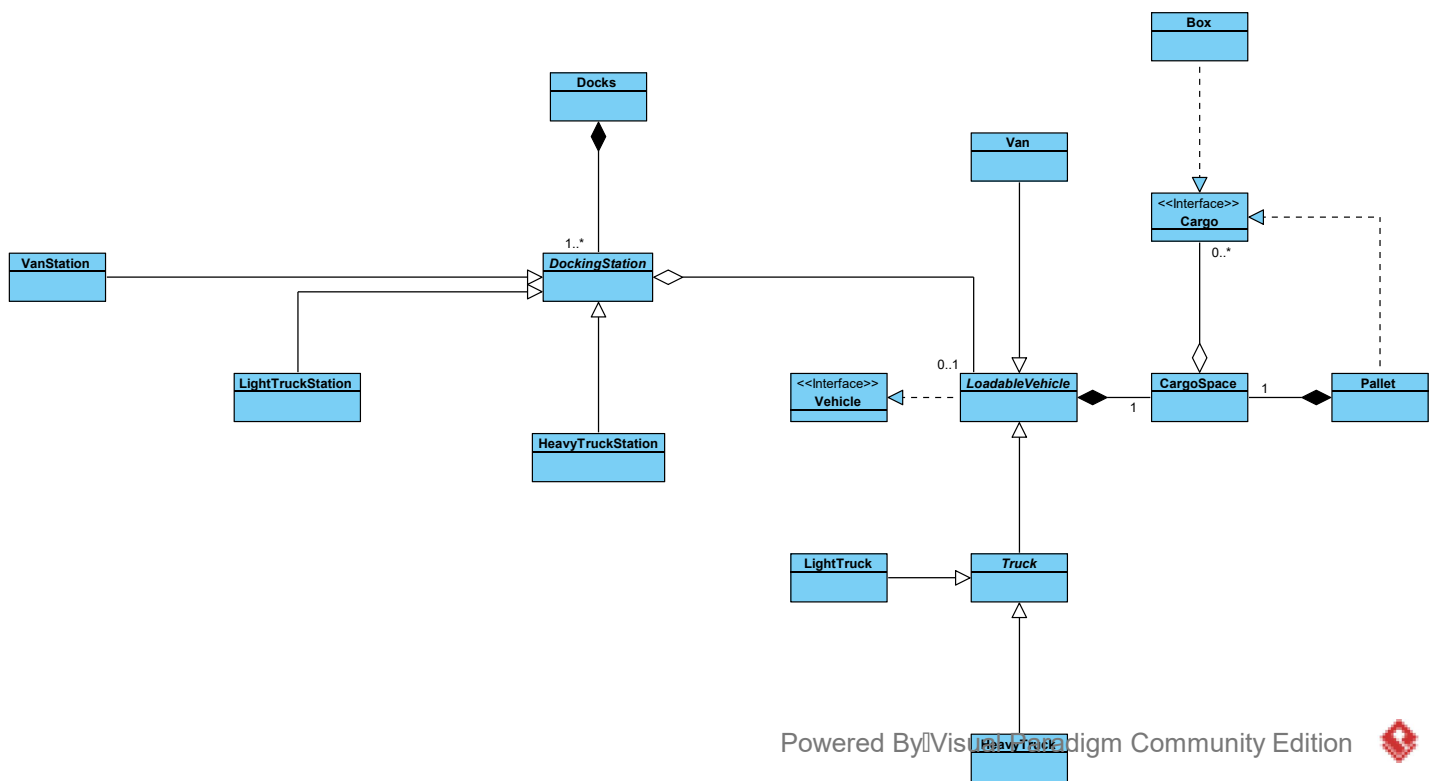 Box
Docks
Van
<<Interface>>
Cargo
0..*
1..*
VanStation
DockingStation
0..1
LightTruckStation
<<Interface>>
Vehicle
LoadableVehicle
1
CargoSpace
1
Pallet
HeavyTruckStation
LightTruck
Truck
HeavyTruck
Powered By Visual Paradigm Community Edition